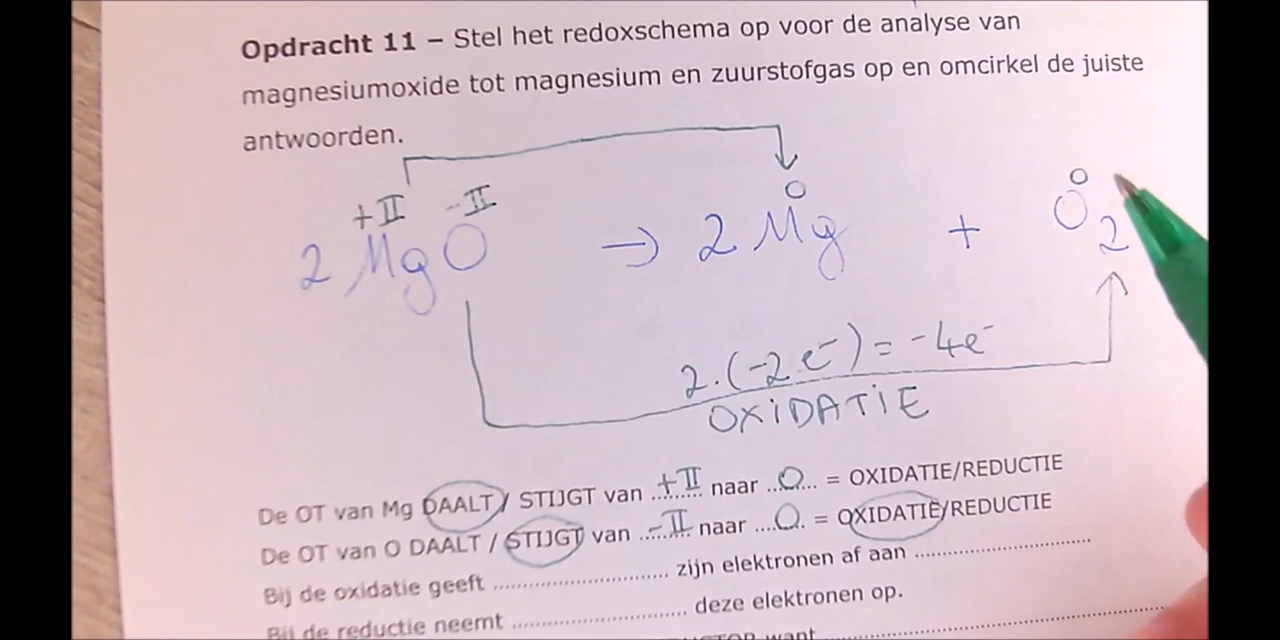 Opdracht 11 – Stel het redoxschema op voor de analyse van
magnesiumoxide tot magnesium en zuurstofgas op en omcirkel de juiste
antwoorden.
+II -II 0 0
2 MgO → 2 Mg + O2
2.(-2e-) = -4e-
OXIDATIE
De OT van Mg DAALT / STIJGT van +II naar ..0.... = OXIDATIE/REDUCTIE
De OT van O DAALT / STIJGT van -II naar ....0.. = OXIDATIE/REDUCTIE
Bij de oxidatie geeft .............................. zijn elektronen af aan ..............................
Bij de reductie neemt .............................. deze elektronen op.
want